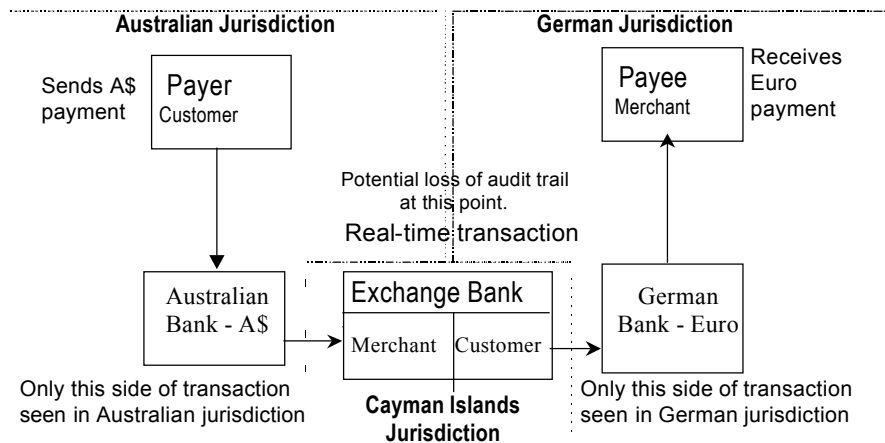 Australian Jurisdiction
German Jurisdiction
Sends A$
payment
Payer
Customer
Payee
Merchant
Receives
Euro
payment
Potential loss of audit trail
at this point.
Real-time transaction
Australian
Bank - A$
Exchange Bank
Merchant
Customer
German
Bank - Euro
Only this side of transaction
seen in Australian jurisdiction
Cayman Islands
Jurisdiction
Only this side of transaction
seen in German jurisdiction